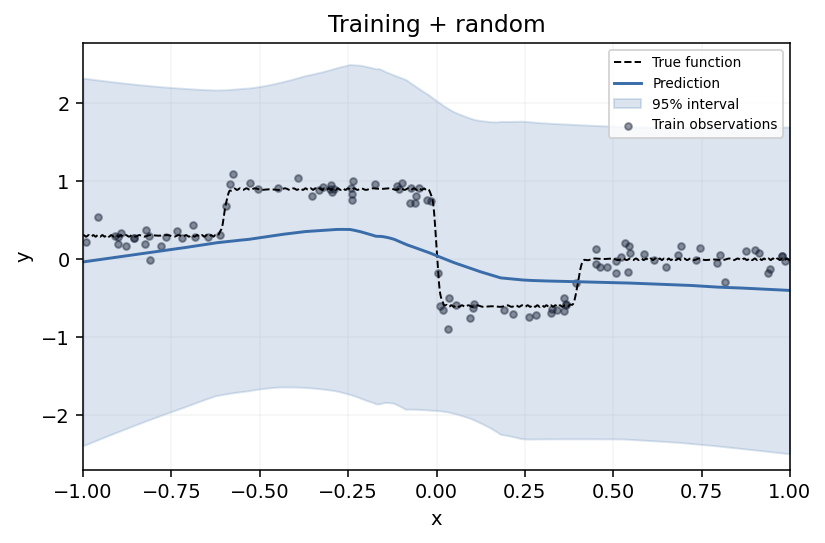 Training + random
True function
Prediction
95% interval
Train observations
y
2
1
0
−1
−2
−1.00 −0.75 −0.50 −0.25 0.00 0.25 0.50 0.75 1.00
x